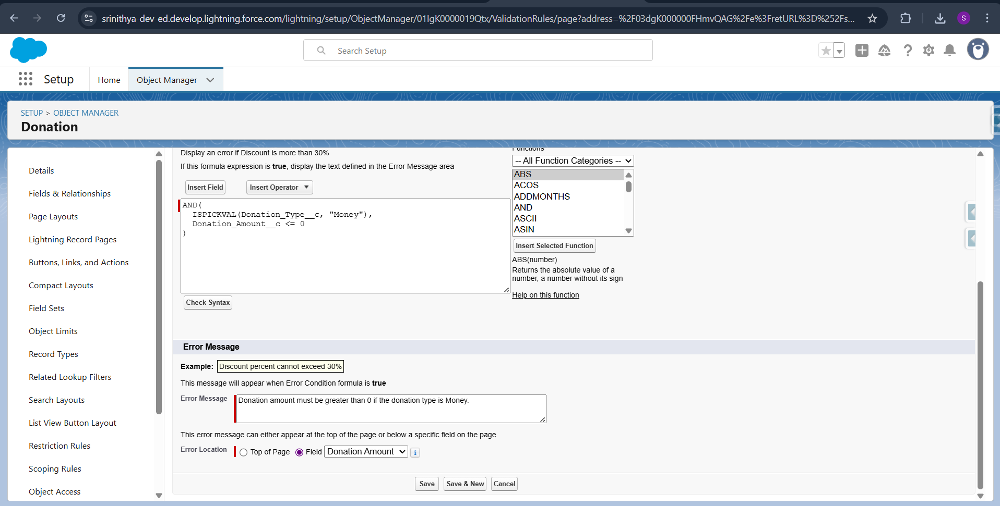 srinithya-dev-ed.develop.lightning.force.com/lightning/setup/ObjectManager/01IgK0000019Qtx/ValidationRules/page?address=%2F03dgK000000FHmvQAG%2Fe%3FretURL%3D%252Fs...
S
Search Setup
Setup
Home
Object Manager
SETUP > OBJECT MANAGER
Donation
Details
Fields & Relationships
Page Layouts
Lightning Record Pages
Buttons, Links, and Actions
Compact Layouts
Field Sets
Object Limits
Record Types
Related Lookup Filters
Search Layouts
List View Button Layout
Restriction Rules
Scoping Rules
Object Access
Display an error if Discount is more than 30%
If this formula expression is true, display the text defined in the Error Message area
Insert Field
Insert Operator
AND(
ISPICKVAL(Donation_Type__c, "Money"),
Donation_Amount__c <= 0
)
Check Syntax
Functions
-- All Function Categories --
ABS
ACOS
ADDMONTHS
AND
ASCII
ASIN
Insert Selected Function
ABS(number)
Returns the absolute value of a
number, a number without its sign
Help on this function
Error Message
Example: Discount percent cannot exceed 30%
This message will appear when Error Condition formula is true
Error Message
Donation amount must be greater than 0 if the donation type is Money.
This error message can either appear at the top of the page or below a specific field on the page
Error Location
Top of Page
Field
Donation Amount
i
Save
Save & New
Cancel